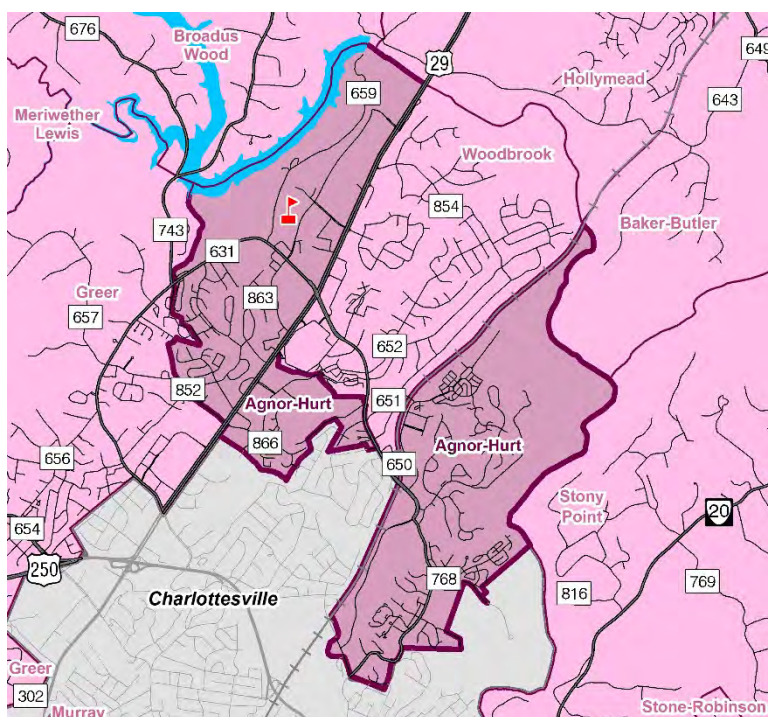 676
Broadus
Wood
29
649
Hollymead
659
643
Meriwether
Lewis
Woodbrook
854
743
631
Baker-Butler
Greer
657
863
652
852
651
Agnor-Hurt
866
Agnor-Hurt
656
650
Stony
Point
654
20
250
768
Charlottesville
816
769
Greer
302
Murray
Stone-Robinson